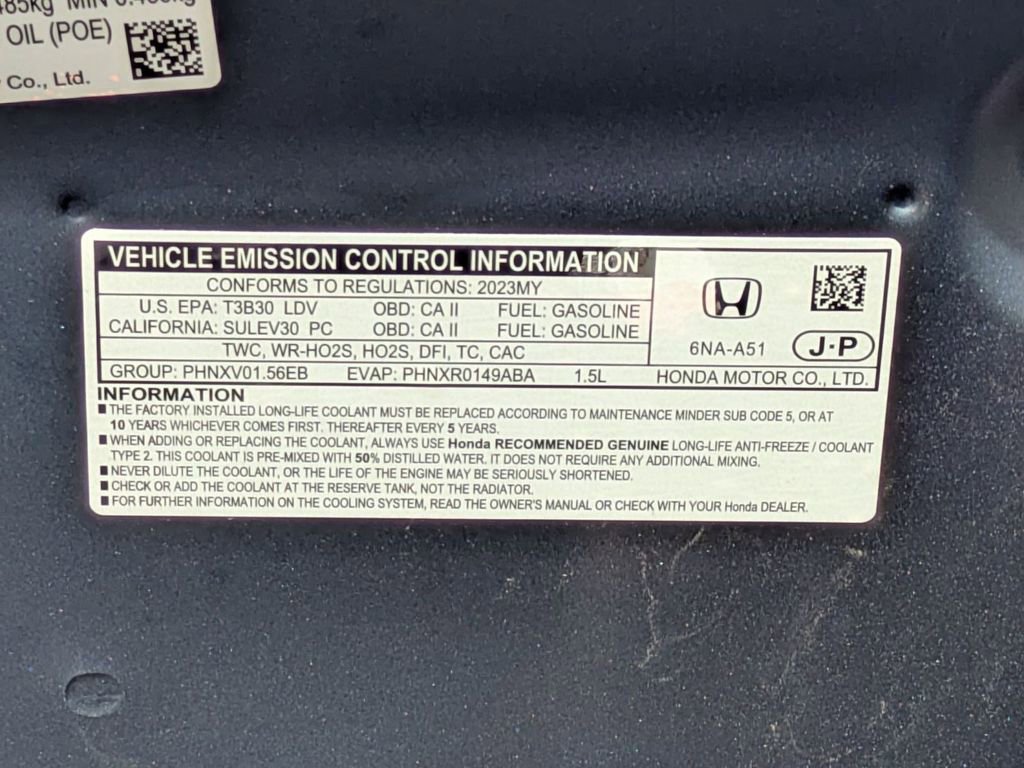 485kg MIN
OIL (POE)
Co., Ltd.
VEHICLE EMISSION CONTROL INFORMATION
CONFORMS TO REGULATIONS: 2023MY
U.S. EPA: T3B30 LDV OBD: CA II FUEL: GASOLINE
CALIFORNIA: SULEV30 PC OBD: CA II FUEL: GASOLINE
TWC, WR-HO2S, HO2S, DFI, TC, CAC
GROUP: PHNXV01.56EB EVAP: PHNXR0149ABA 1.5L
6NA-A51 J·P
HONDA MOTOR CO., LTD.
INFORMATION
■ THE FACTORY INSTALLED LONG-LIFE COOLANT MUST BE REPLACED ACCORDING TO MAINTENANCE MINDER SUB CODE 5, OR AT
10 YEARS WHICHEVER COMES FIRST. THEREAFTER EVERY 5 YEARS.
■ WHEN ADDING OR REPLACING THE COOLANT, ALWAYS USE Honda RECOMMENDED GENUINE LONG-LIFE ANTI-FREEZE / COOLANT
TYPE 2. THIS COOLANT IS PRE-MIXED WITH 50% DISTILLED WATER. IT DOES NOT REQUIRE ANY ADDITIONAL MIXING.
■ NEVER DILUTE THE COOLANT, OR THE LIFE OF THE ENGINE MAY BE SERIOUSLY SHORTENED.
■ CHECK OR ADD THE COOLANT AT THE RESERVE TANK, NOT THE RADIATOR.
■ FOR FURTHER INFORMATION ON THE COOLING SYSTEM, READ THE OWNER'S MANUAL OR CHECK WITH YOUR Honda DEALER.